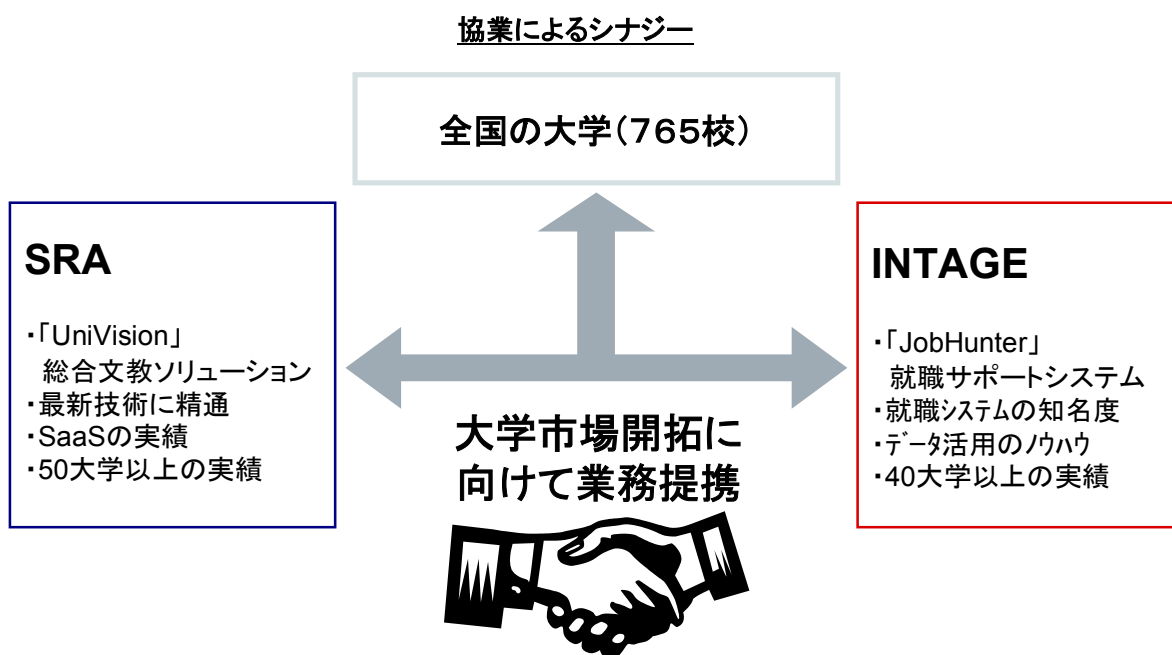 協業によるシナジー
全国の大学(765校)
SRA
・「UniVision」
総合文教ソリューション
・最新技術に精通
・SaaSの実績
・50大学以上の実績
INTAGE
・「JobHunter」
就職サポートシステム
・就職ｼｽﾃﾑの知名度
・ﾃﾞｰﾀ活用のﾉｳﾊｳ
・40大学以上の実績
大学市場開拓に
向けて業務提携